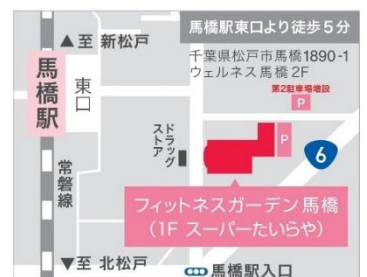 馬橋駅東口より徒歩5分
▲至 新松戸
千葉県松戸市馬橋1890-1
ウェルネス馬橋2F
第2駐車場増設
P
馬橋駅
東口
ドラッグ
ストア
P
6
常磐線
フィットネスガーデン馬橋
(1F スーパーたいらや)
▼至 北松戸
馬橋駅入口